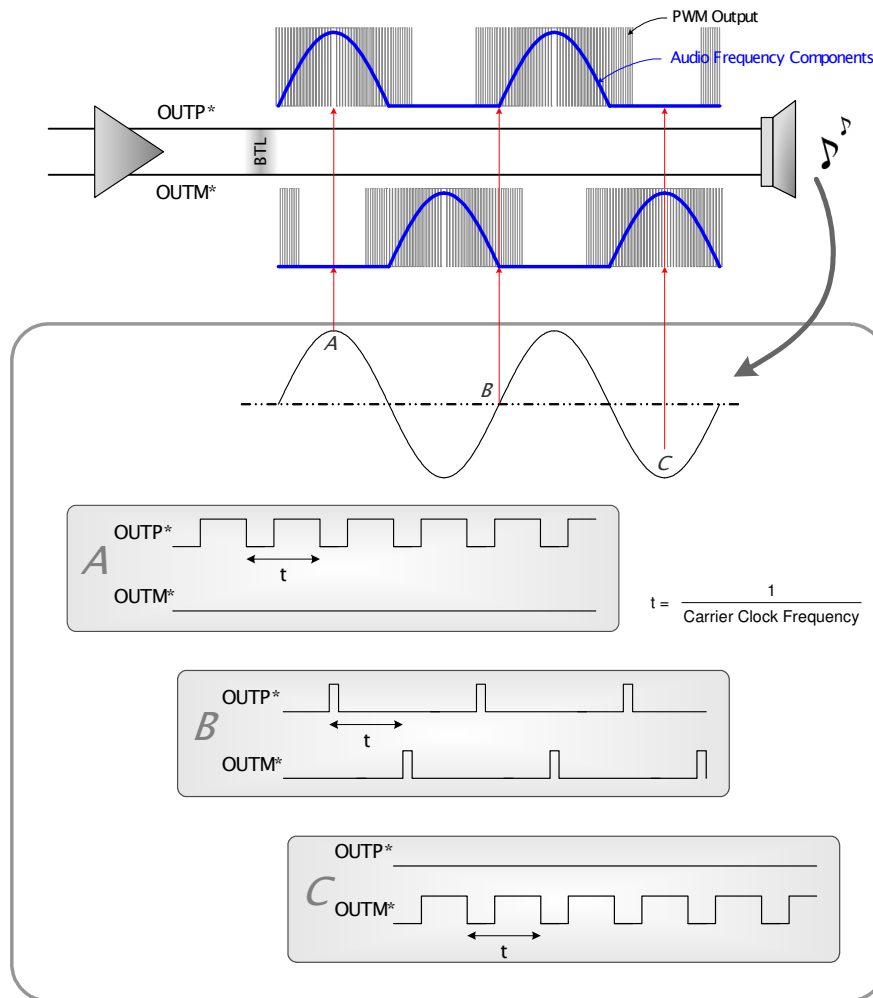 PWM Output
Audio Frequency Components
OUTP*
BTL
OUTM*
A
B
C
A
OUTP*
t
OUTM*
t = 1
Carrier Clock Frequency
B
OUTP*
t
OUTM*
C
OUTP*
OUTM*
t